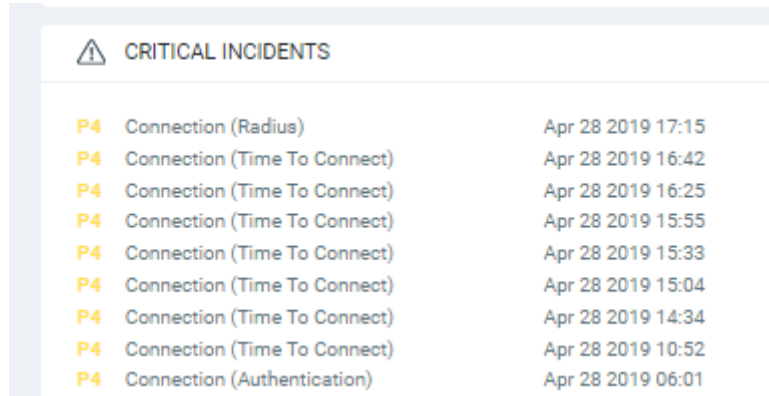 CRITICAL INCIDENTS
P4 Connection (Radius) Apr 28 2019 17:15
P4 Connection (Time To Connect) Apr 28 2019 16:42
P4 Connection (Time To Connect) Apr 28 2019 16:25
P4 Connection (Time To Connect) Apr 28 2019 15:55
P4 Connection (Time To Connect) Apr 28 2019 15:33
P4 Connection (Time To Connect) Apr 28 2019 15:04
P4 Connection (Time To Connect) Apr 28 2019 14:34
P4 Connection (Time To Connect) Apr 28 2019 10:52
P4 Connection (Authentication) Apr 28 2019 06:01